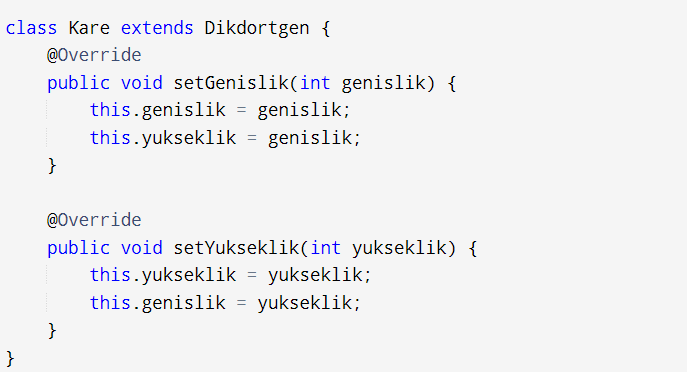 class Kare extends Dikdortgen {
    @Override
    public void setGenislik(int genislik) {
        this.genislik = genislik;
        this.yukseklik = genislik;
    }

    @Override
    public void setYukseklik(int yukseklik) {
        this.yukseklik = yukseklik;
        this.genislik = yukseklik;
    }
}